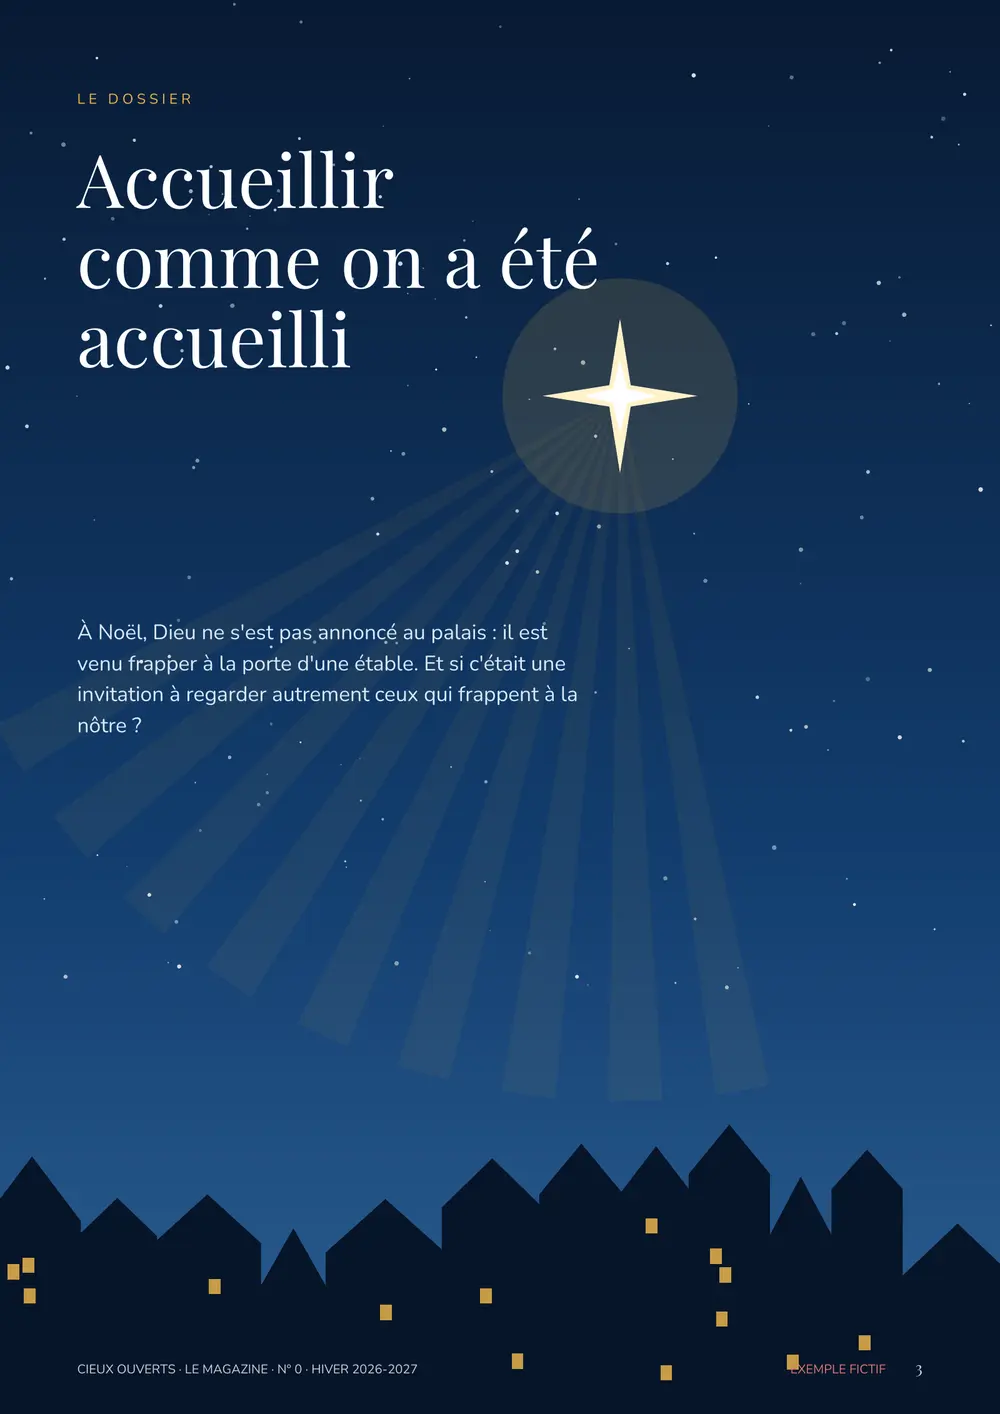 LE DOSSIER
Accueillir
comme on a été
accueilli
À Noël, Dieu ne s'est pas annoncé au palais : il est
venu frapper à la porte d'une étable. Et si c'était une
invitation à regarder autrement ceux qui frappent à la
nôtre ?
CIEUX OUVERTS · LE MAGAZINE · N° 0 · HIVER 2026-2027
EXEMPLE FICTIF
3